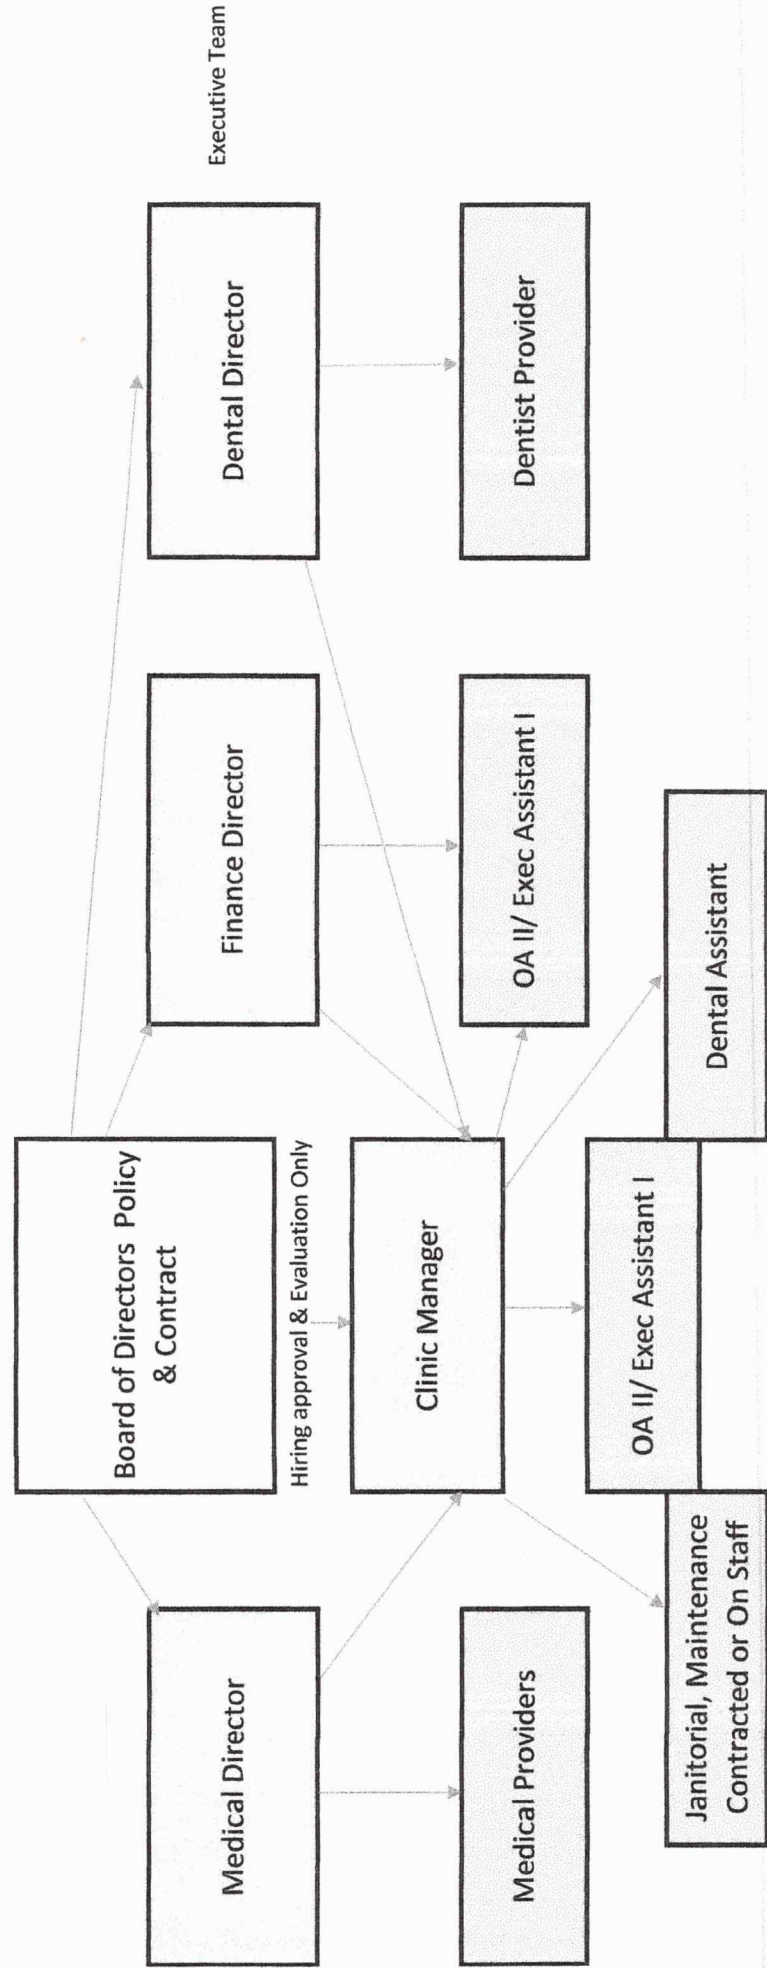 Board of Directors Policy
& Contract
Medical Director
Finance Director
Dental Director
Executive Team
Hiring approval & Evaluation Only
Clinic Manager
Medical Providers
OA II/ Exec Assistant I
Dentist Provider
OA II/ Exec Assistant I
Janitorial, Maintenance
Contracted or On Staff
Dental Assistant